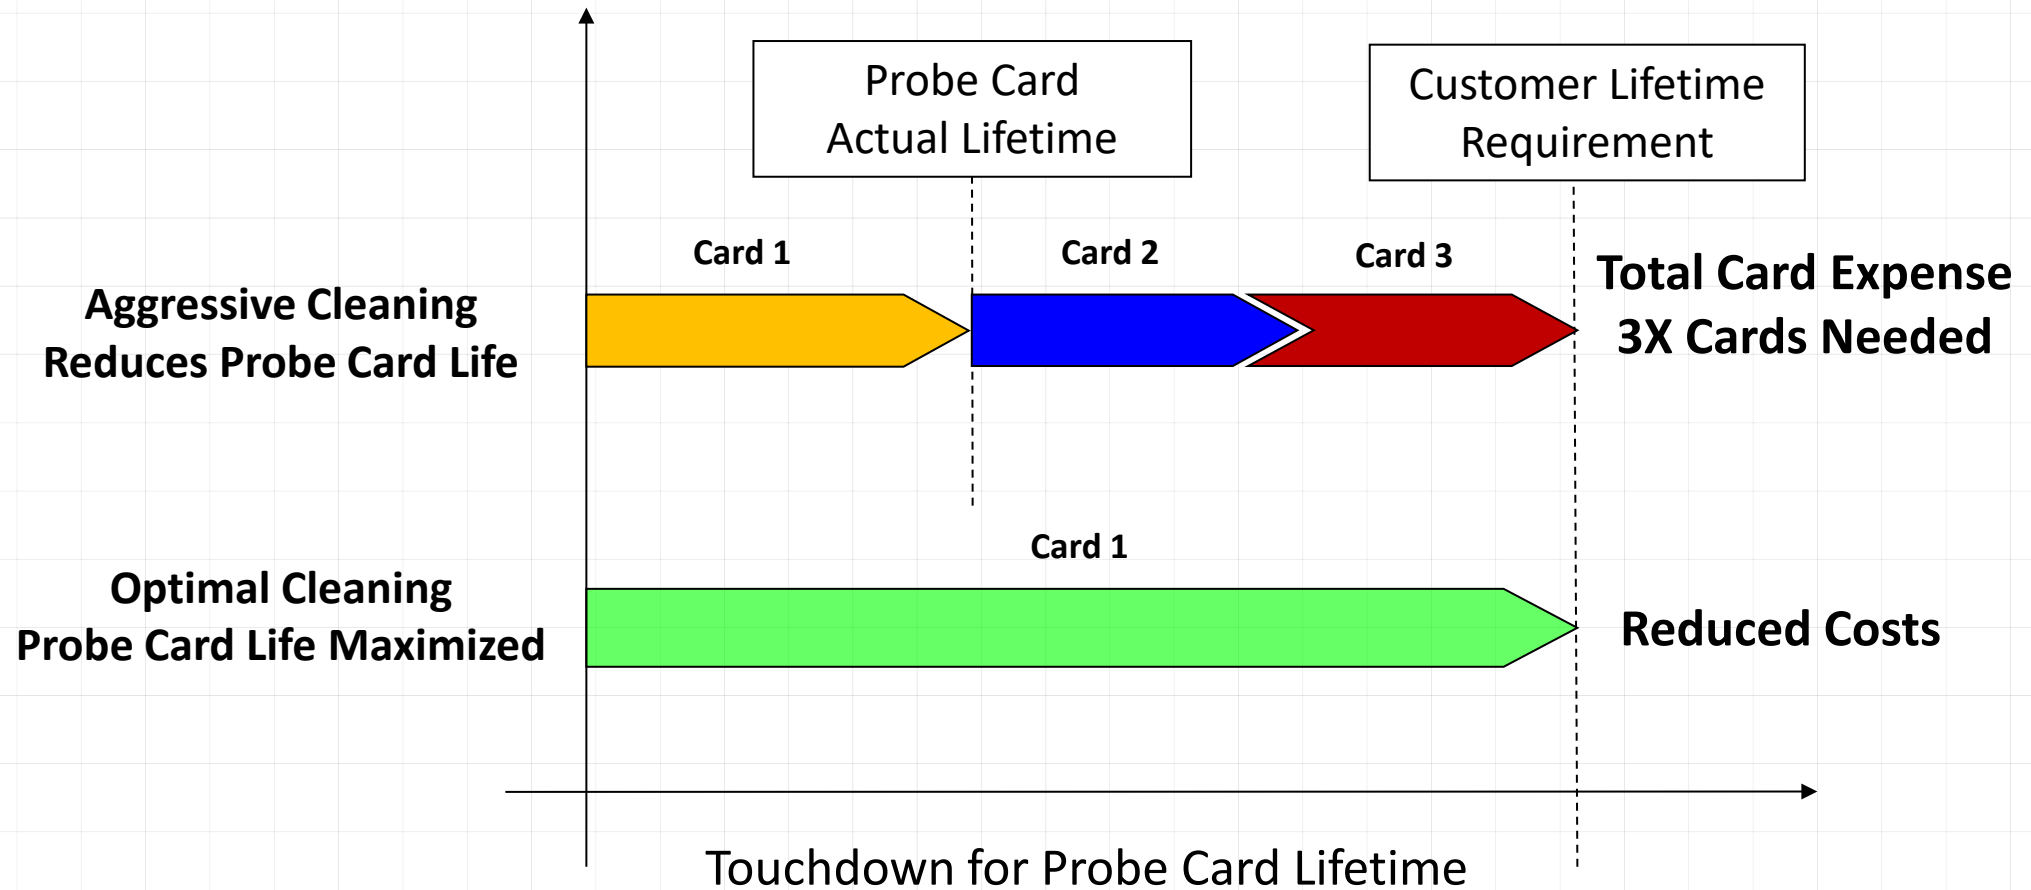 Probe Card
Actual Lifetime
Customer Lifetime
Requirement
Card 1
Card 2
Card 3
Aggressive Cleaning
Reduces Probe Card Life
Total Card Expense
3X Cards Needed
Card 1
Optimal Cleaning
Probe Card Life Maximized
Reduced Costs
Touchdown for Probe Card Lifetime